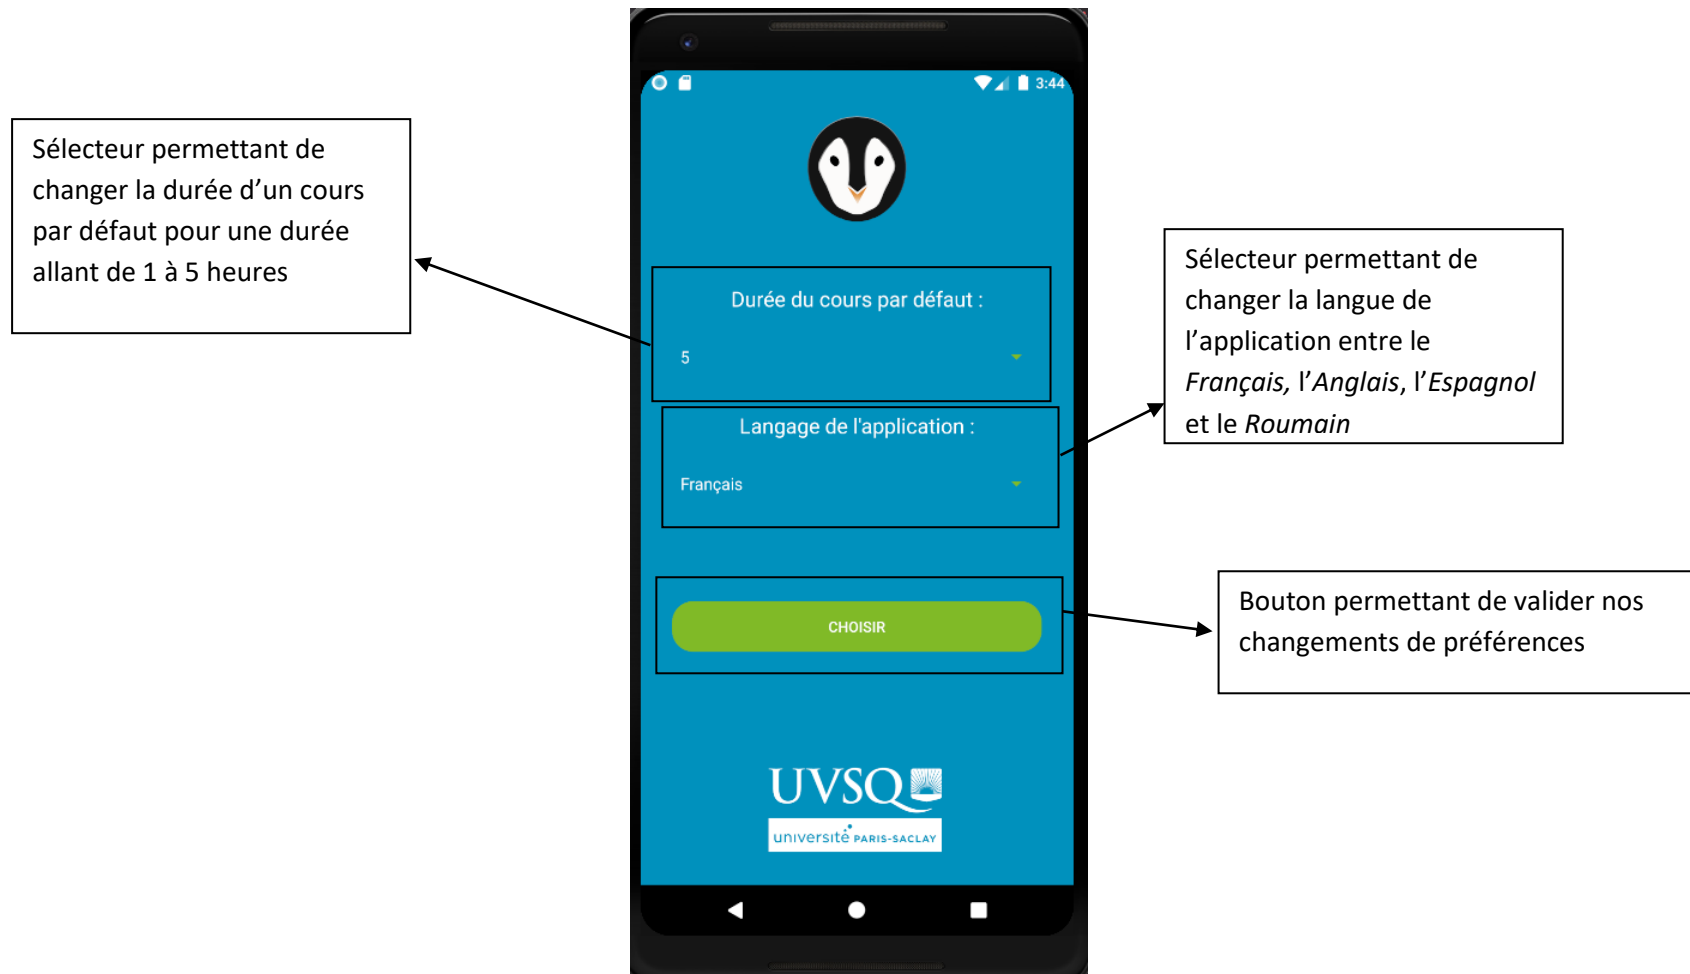 3:44
Sélecteur permettant de
changer la durée d’un cours
par défaut pour une durée
allant de 1 à 5 heures
Durée du cours par défaut :
5
Langage de l'application :
Français
CHOISIR
Sélecteur permettant de
changer la langue de
l’application entre le
Français, l’Anglais, l’Espagnol
et le Roumain
Bouton permettant de valider nos
changements de préférences
UVSQ
université PARIS-SACLAY